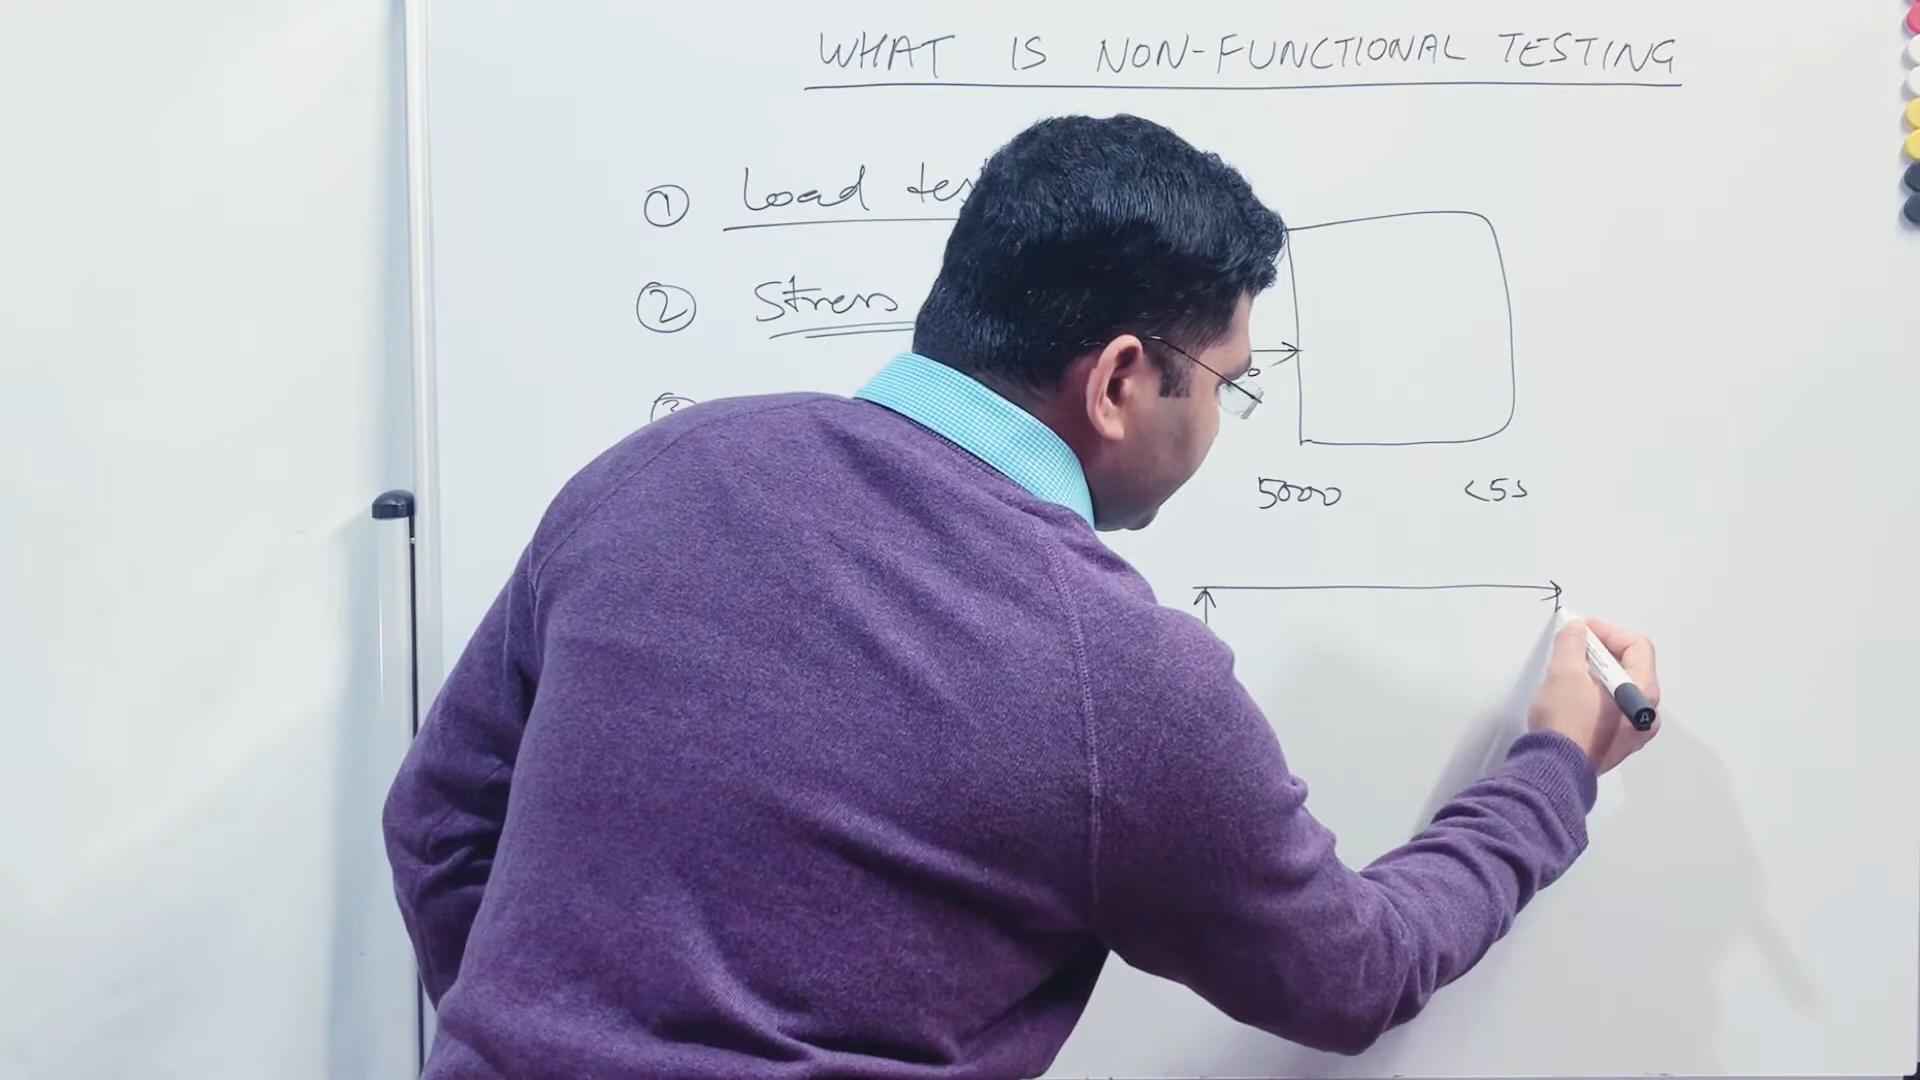 WHAT IS NON-FUNCTIONAL TESTING
① Load tes
② Stress
5000 <5s